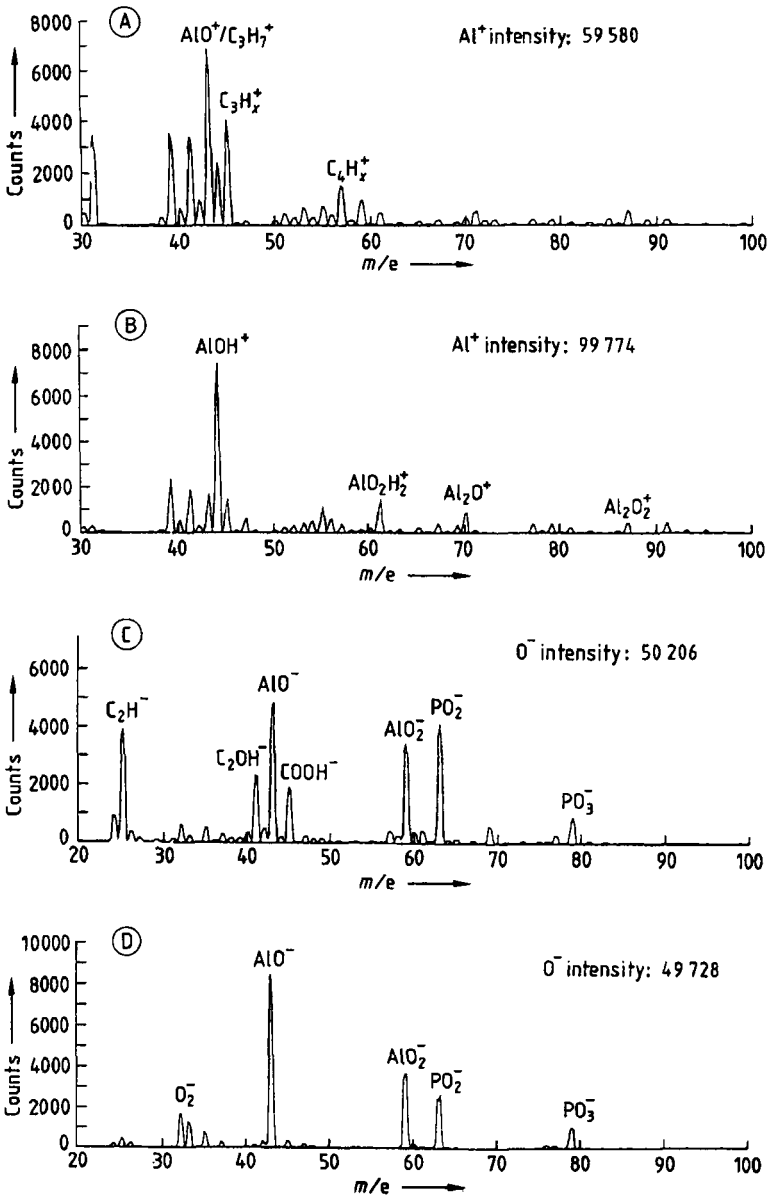 A
AlO⁺/C₃H₇⁺
Al⁺ intensity: 59 580
C₃Hₓ⁺
C₄Hₓ⁺
Counts
8000
6000
4000
2000
0
30 40 50 60 70 80 90 100
m/e
B
AlOH⁺
Al⁺ intensity: 99 774
AlO₂H₂⁺
Al₂O⁺
Al₂O₂⁺
Counts
8000
6000
4000
2000
0
30 40 50 60 70 80 90 100
m/e
C
O⁻ intensity: 50 206
C₂H⁻
AlO⁻
C₂OH⁻
COOH⁻
AlO₂⁻
PO₂⁻
PO₃⁻
Counts
6000
4000
2000
0
20 30 40 50 60 70 80 90 100
m/e
D
AlO⁻
O⁻ intensity: 49 728
O₂⁻
AlO₂⁻
PO₂⁻
PO₃⁻
Counts
10000
8000
6000
4000
2000
0
20 30 40 50 60 70 80 90 100
m/e